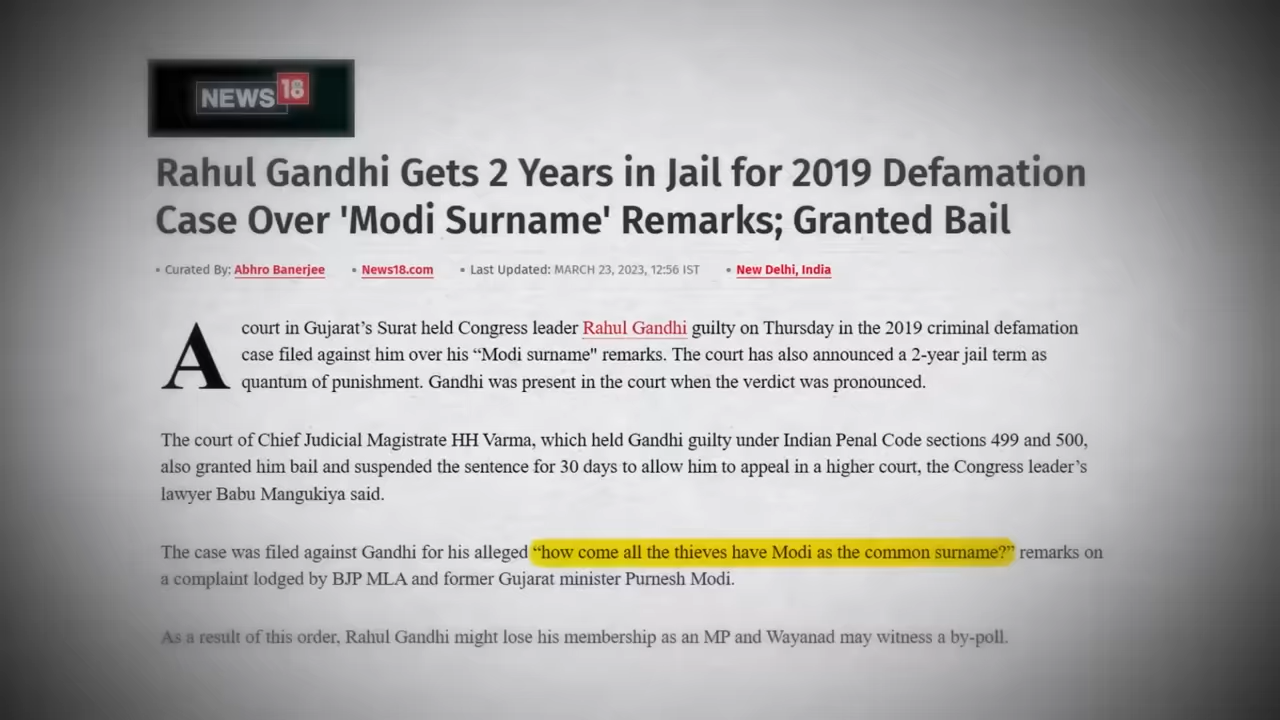 NEWS 18
Rahul Gandhi Gets 2 Years in Jail for 2019 Defamation
Case Over 'Modi Surname' Remarks; Granted Bail
• Curated By: Abhro Banerjee • News18.com • Last Updated: MARCH 23, 2023, 12:56 IST • New Delhi, India
A court in Gujarat’s Surat held Congress leader Rahul Gandhi guilty on Thursday in the 2019 criminal defamation
case filed against him over his “Modi surname" remarks. The court has also announced a 2-year jail term as
quantum of punishment. Gandhi was present in the court when the verdict was pronounced.
The court of Chief Judicial Magistrate HH Varma, which held Gandhi guilty under Indian Penal Code sections 499 and 500,
also granted him bail and suspended the sentence for 30 days to allow him to appeal in a higher court, the Congress leader’s
lawyer Babu Mangukiya said.
The case was filed against Gandhi for his alleged “how come all the thieves have Modi as the common surname?” remarks on
a complaint lodged by BJP MLA and former Gujarat minister Purnesh Modi.
As a result of this order, Rahul Gandhi might lose his membership as an MP and Wayanad may witness a by-poll.